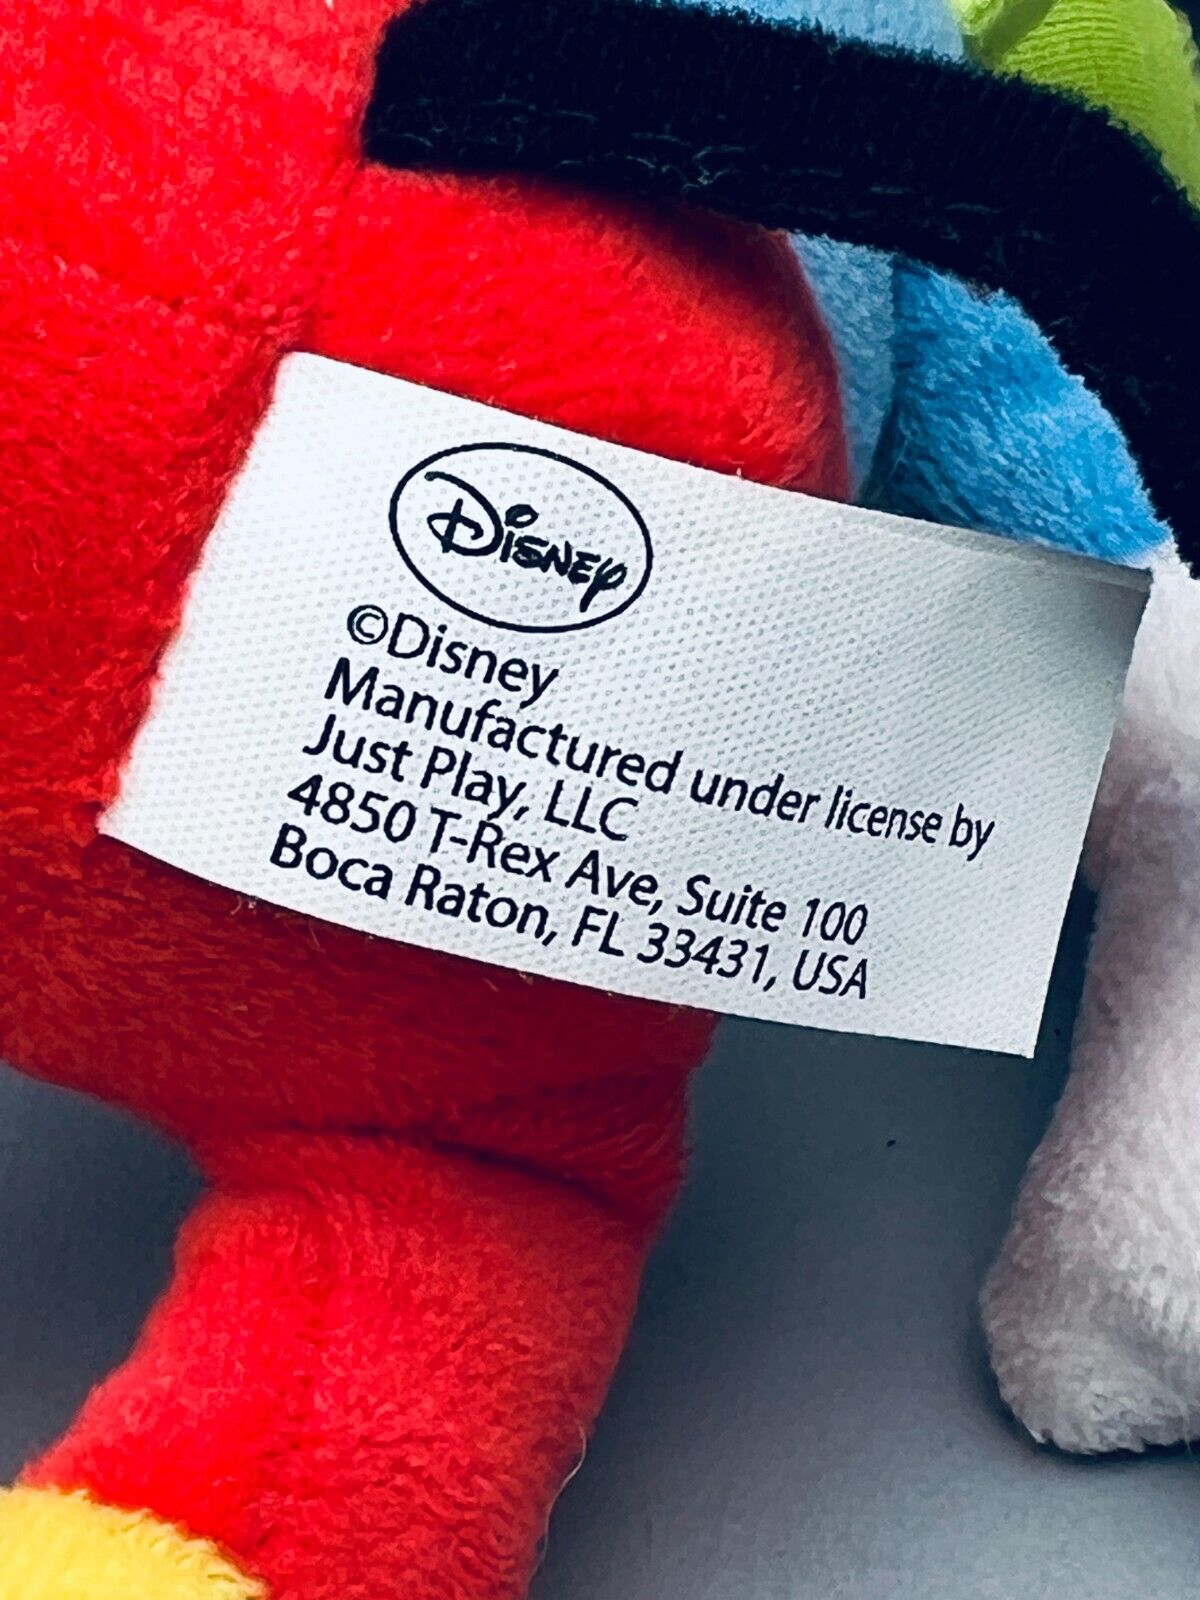 Disney
©Disney
Manufactured under license by
Just Play, LLC
4850 T-Rex Ave, Suite 100
Boca Raton, FL 33431, USA